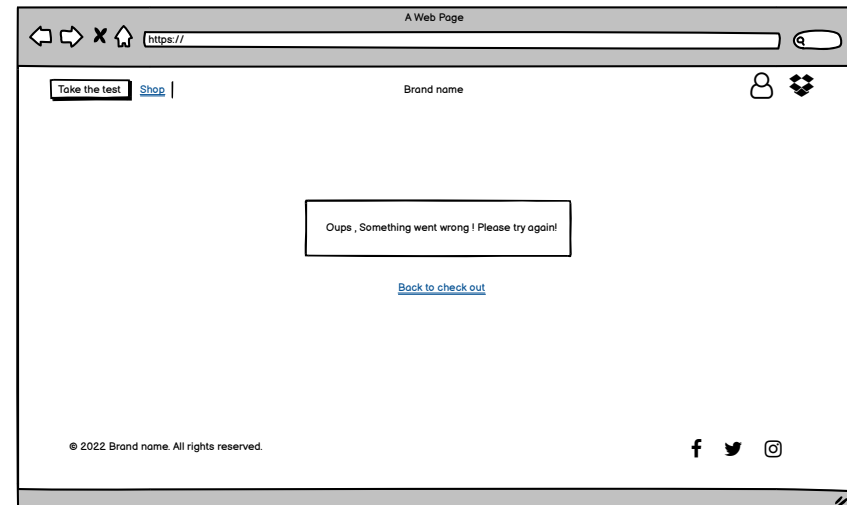 A Web Page
https://
Take the test
Shop
Brand name
Oups , Something went wrong ! Please try again!
Back to check out
© 2022 Brand name. All rights reserved.